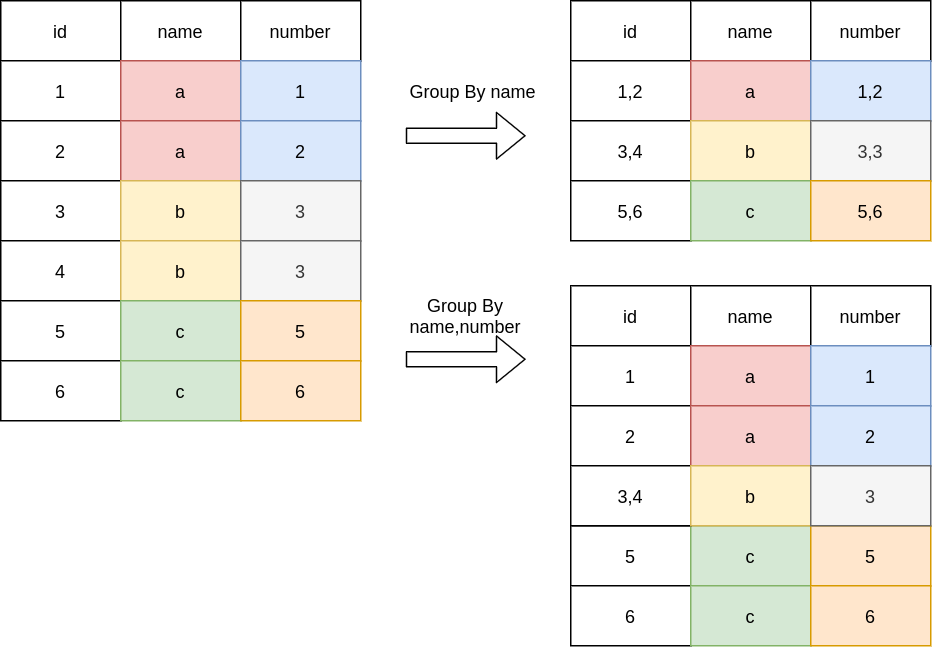 id name number
1 a 1
2 a 2
3 b 3
4 b 3
5 c 5
6 c 6
Group By name
id name number
1,2 a 1,2
3,4 b 3,3
5,6 c 5,6
Group By
name,number
id name number
1 a 1
2 a 2
3,4 b 3
5 c 5
6 c 6